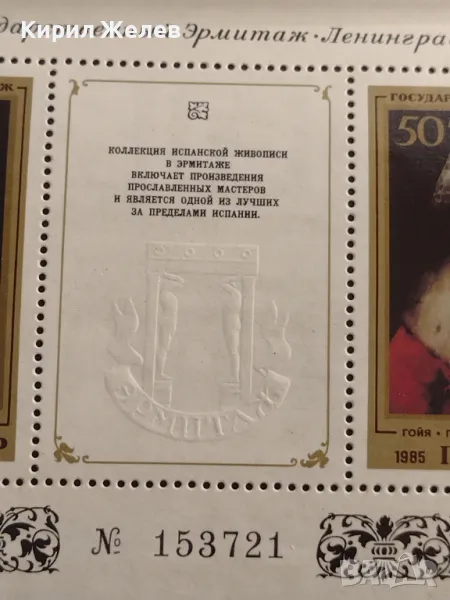 Кирил Желев
Эрмитаж · Ленингра
КОЛЛЕКЦИЯ ИСПАНСКОЙ ЖИВОПИСИ
В ЭРМИТАЖЕ
ВКЛЮЧАЕТ ПРОИЗВЕДЕНИЯ
ПРОСЛАВЛЕННЫХ МАСТЕРОВ
И ЯВЛЯЕТСЯ ОДНОЙ ИЗ ЛУЧШИХ
ЗА ПРЕДЕЛАМИ ИСПАНИИ.
ГОСУДАР
50
ЭРМИТАЖ
ГОЙЯ · П
1985 П
№ 153721